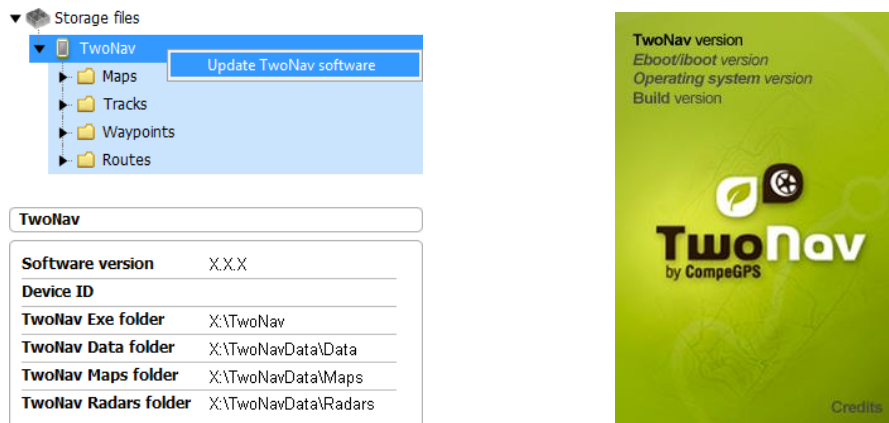 Storage files
TwoNav
Update TwoNav software
Maps
Tracks
Waypoints
Routes
TwoNav
Software version X.X.X
Device ID
TwoNav Exe folder X:\TwoNav
TwoNav Data folder X:\TwoNavData\Data
TwoNav Maps folder X:\TwoNavData\Maps
TwoNav Radars folder X:\TwoNavData\Radars
TwoNav version
Eboot/iboot version
Operating system version
Build version
TwoNav
by CompeGPS
Credits